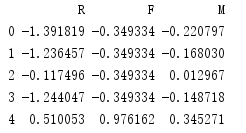 R F M
0 -1.391819 -0.349334 -0.220797
1 -1.236457 -0.349334 -0.168030
2 -0.117496 -0.349334 0.012967
3 -1.244047 -0.349334 -0.148718
4 0.510053 0.976162 0.345271